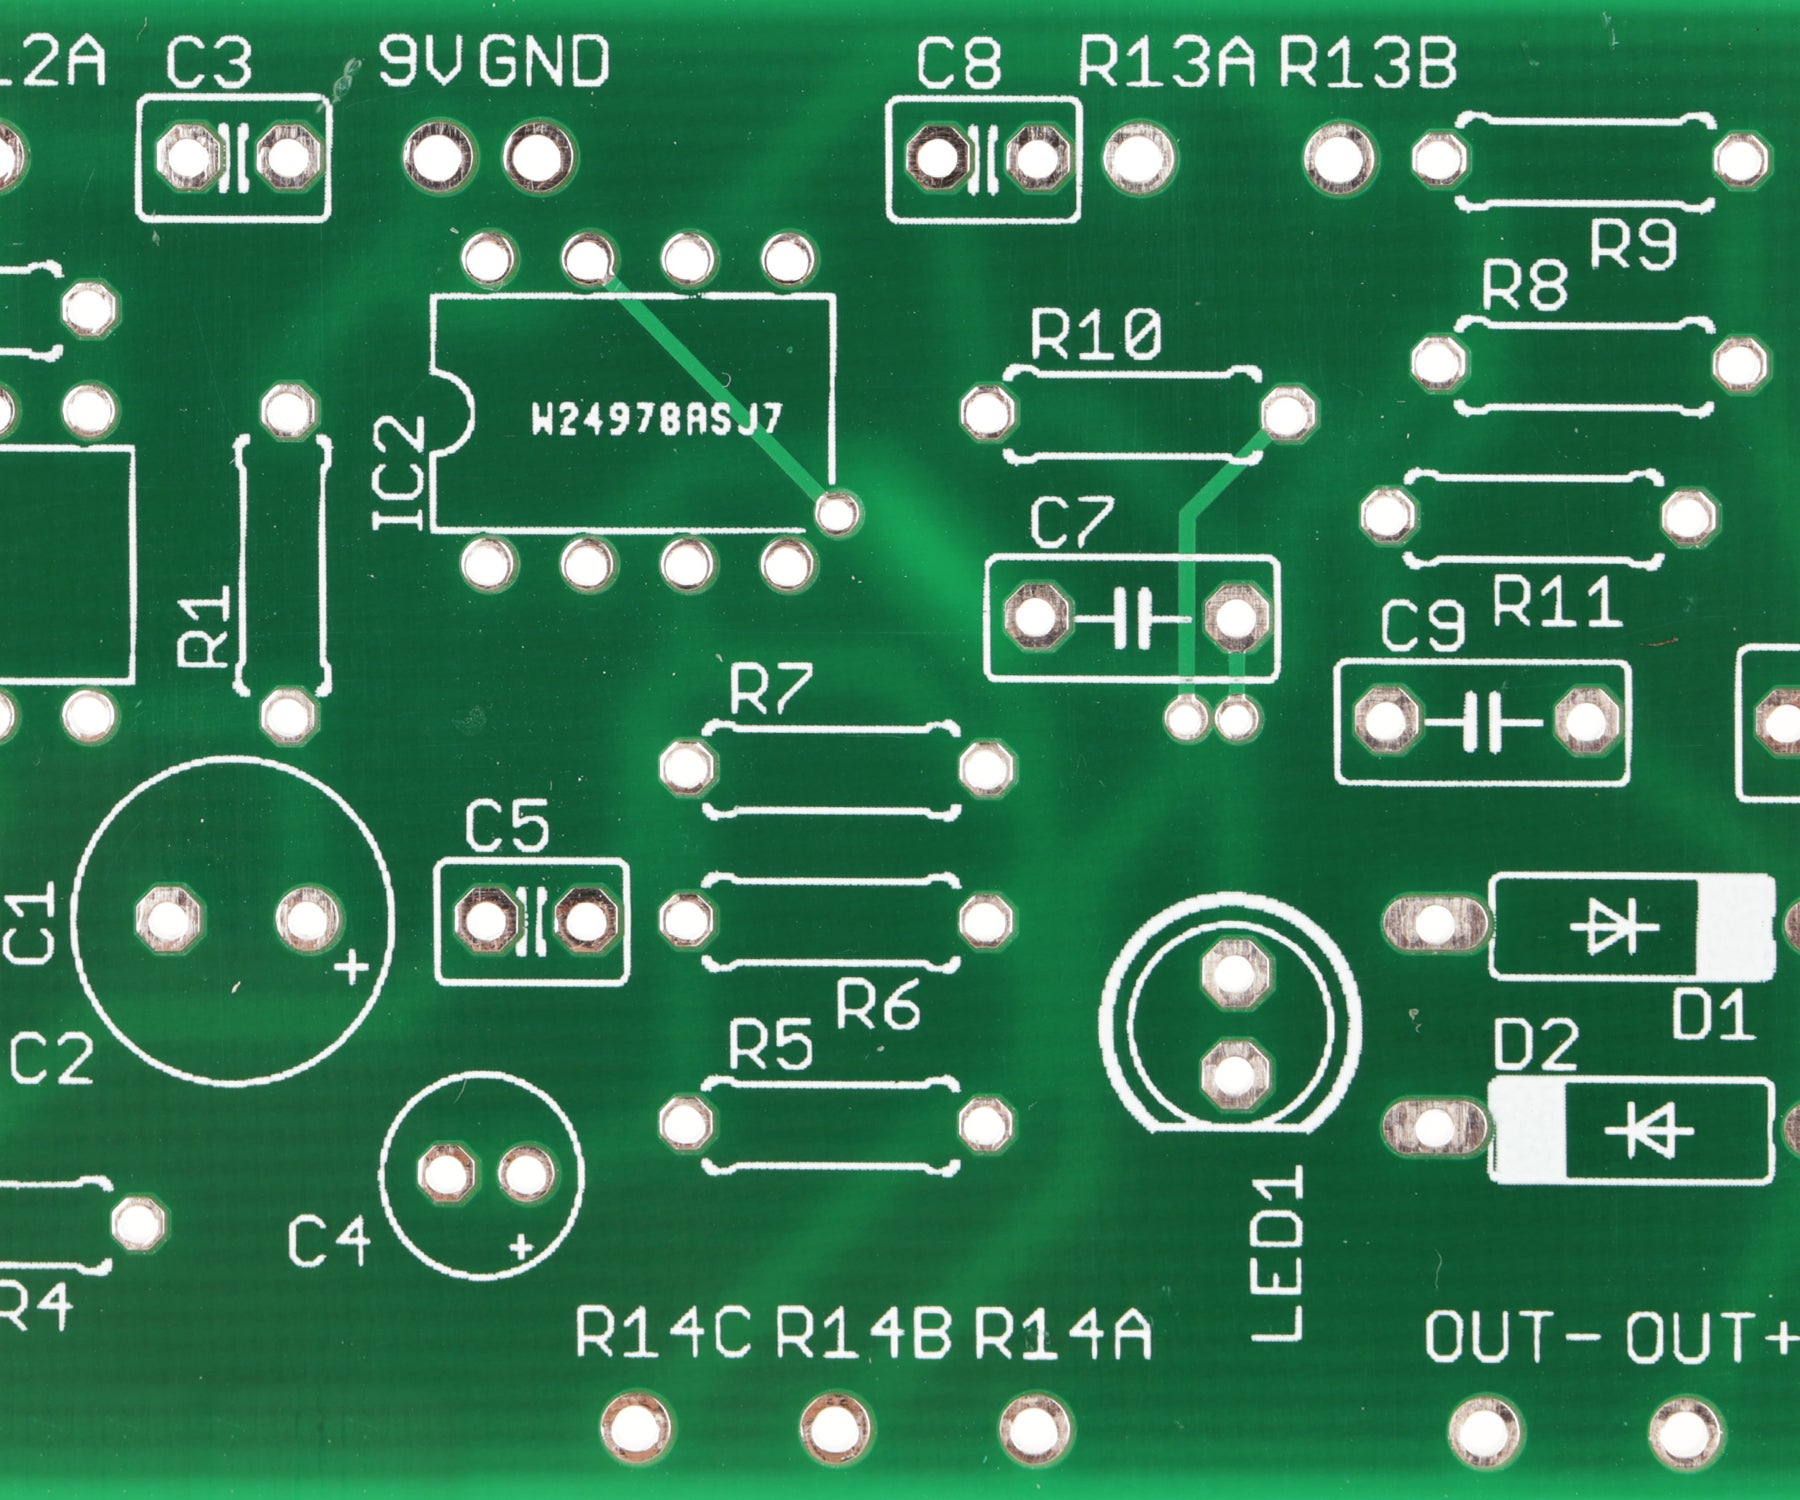 12A C3 9V GND C8 R13A R13B
R9
R8
R10
W24978ASJ7
IC2
C7
R1
R11
C9
R7
C5
C1
R6
D1
R5
D2
C2
+
C4
+
LED1
R4
R14C R14B R14A
OUT- OUT+